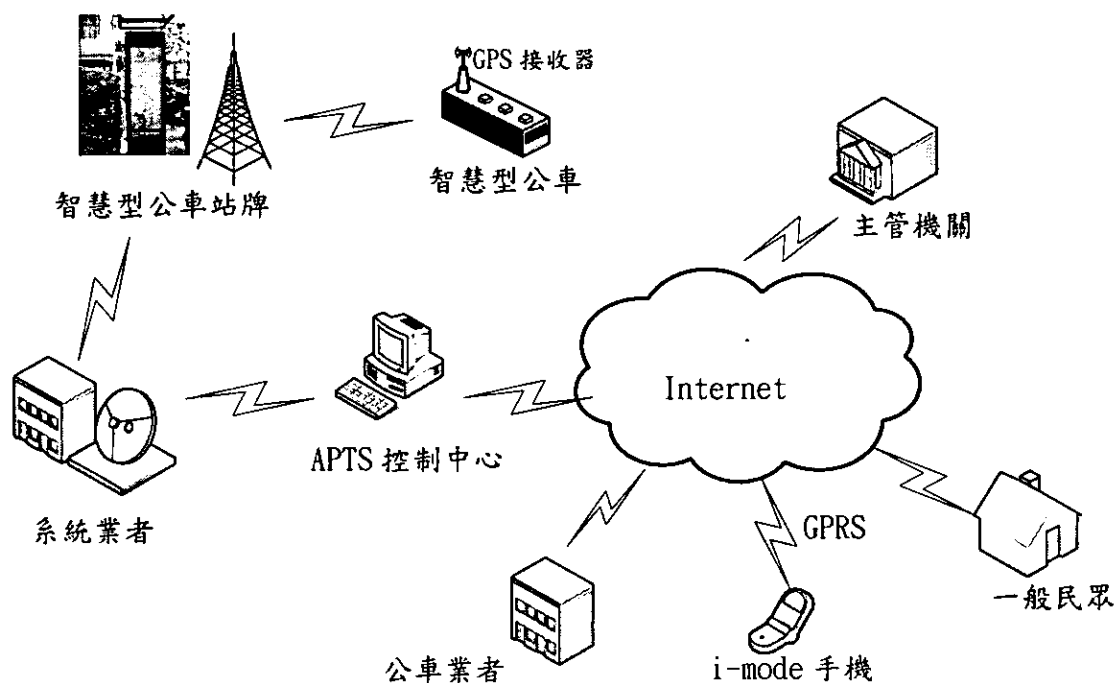 GPS 接收器
智慧型公車站牌
智慧型公車
主管機關
Internet
APTS 控制中心
系統業者
GPRS
一般民眾
公車業者
i-mode 手機